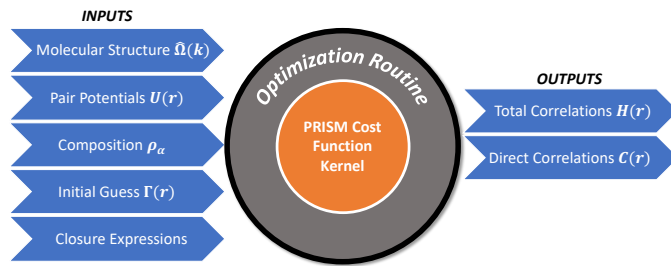 INPUTS
Molecular Structure Ω̂(k)
Pair Potentials U(r)
Composition ρα
Initial Guess Γ(r)
Closure Expressions
Optimization Routine
PRISM Cost
Function
Kernel
OUTPUTS
Total Correlations H(r)
Direct Correlations C(r)